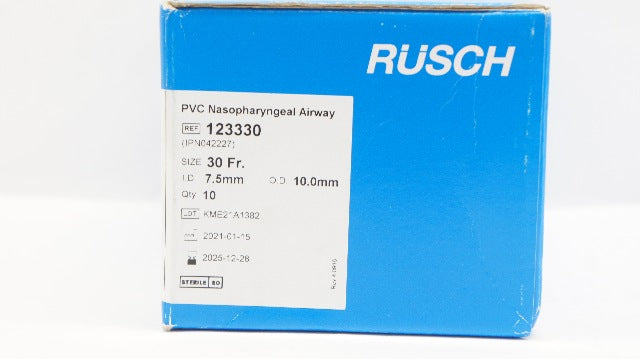 RÜSCH
PVC Nasopharyngeal Airway
REF 123330
(IPN042227)
SIZE 30 Fr.
I.D. 7.5mm O.D. 10.0mm
Qty 10
LOT KME21A1382
2021-01-15
2025-12-28
STERILE EO